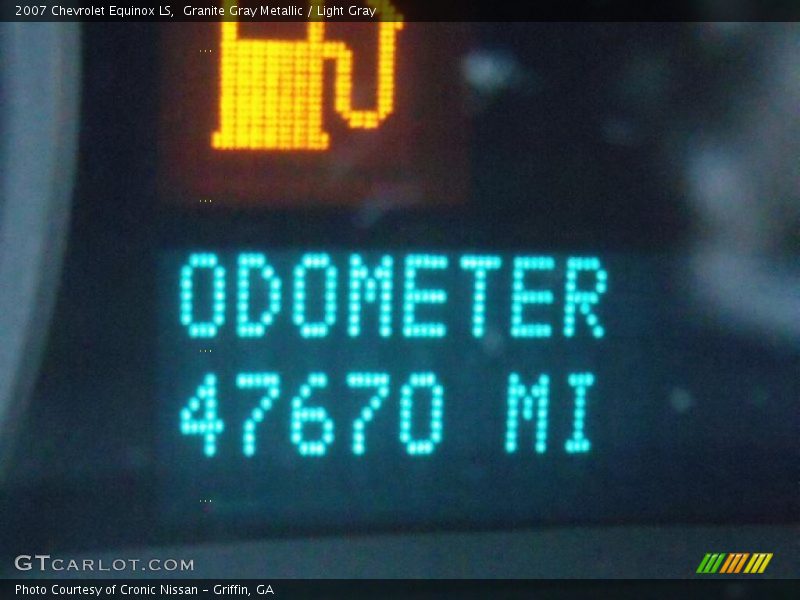 2007 Chevrolet Equinox LS,  Granite Gray Metallic / Light Gray
ODOMETER
47670 MI
GTCARLOT.COM
Photo Courtesy of Cronic Nissan - Griffin, GA